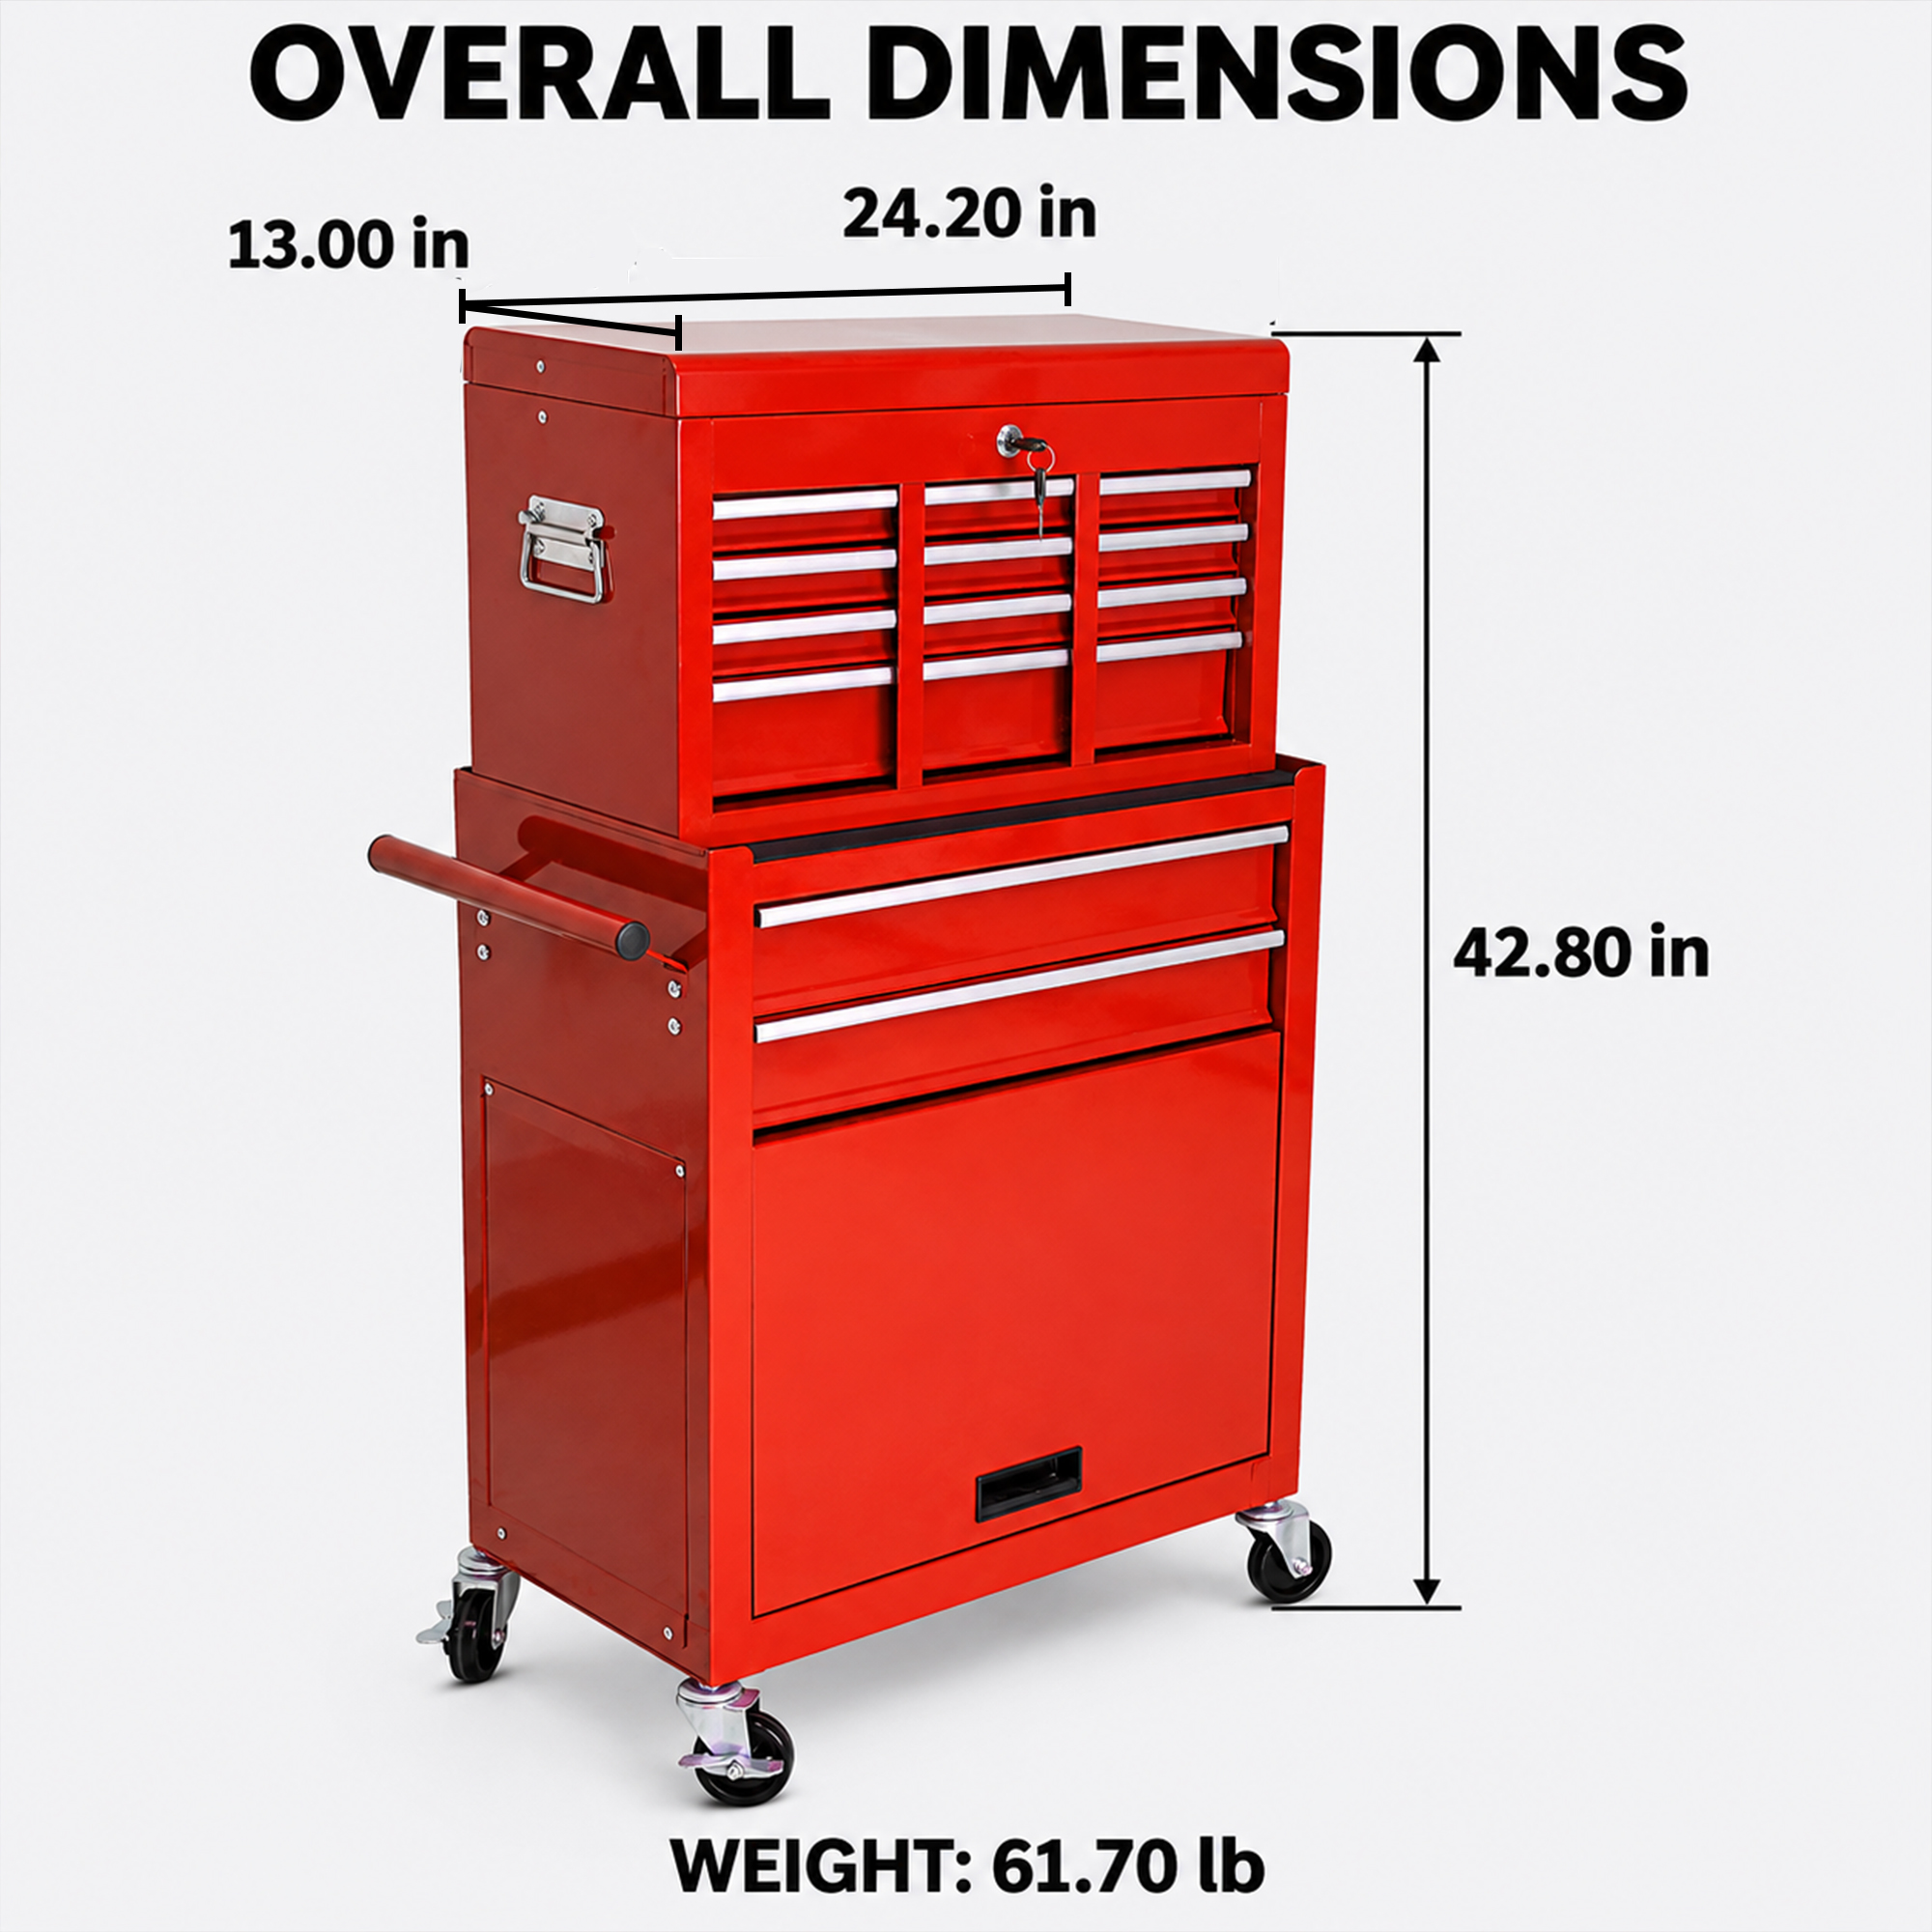 OVERALL DIMENSIONS
13.00 in
24.20 in
42.80 in
WEIGHT: 61.70 lb